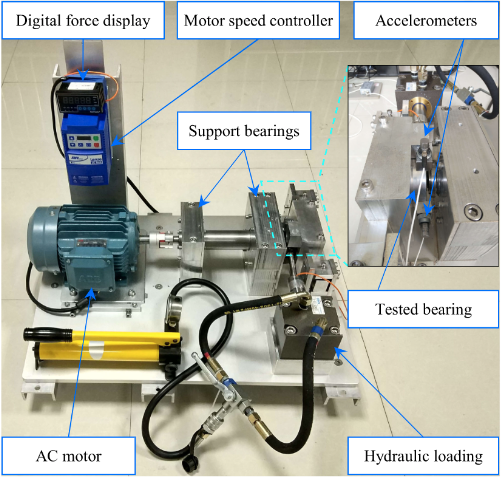 Digital force display
Motor speed controller
Accelerometers
Support bearings
Tested bearing
AC motor
Hydraulic loading